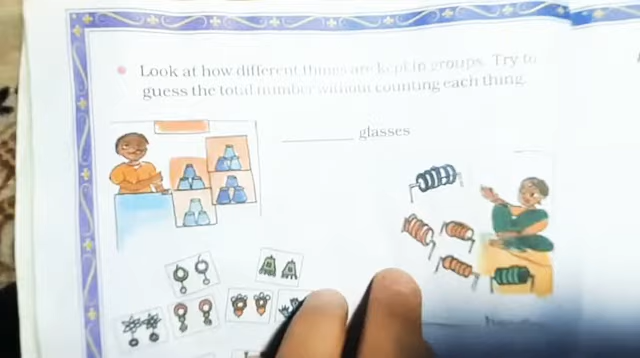 Look at how different things are kept in groups. Try to
guess the total number without counting each thing.
glasses